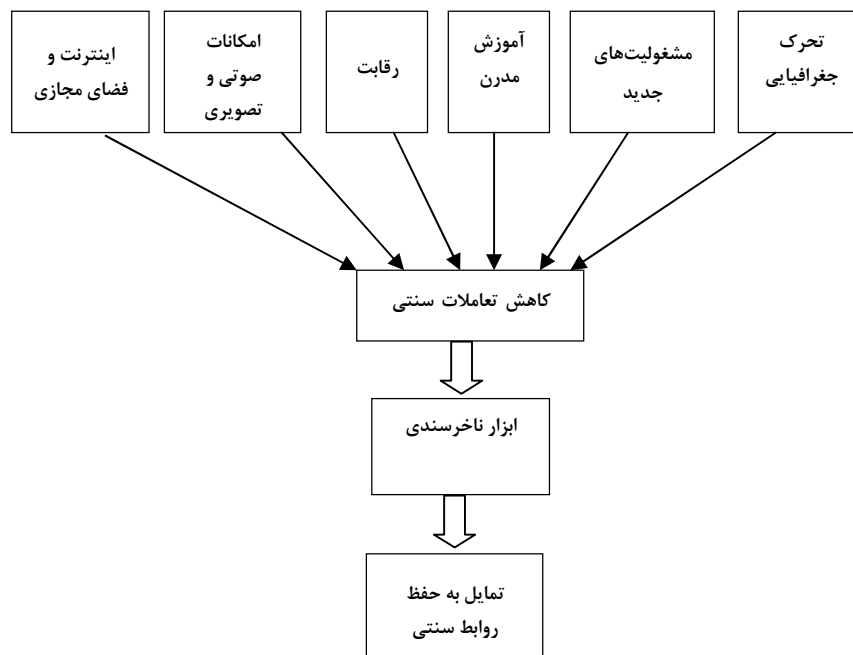 تحرک
جغرافیایی
مشغولیت‌های
جدید
آموزش
مدرن
رقابت
امکانات
صوتی و
تصویری
اینترنت و
فضای مجازی
کاهش تعاملات سنتی
ابزار ناخرسندی
تمایل به حفظ
روابط سنتی